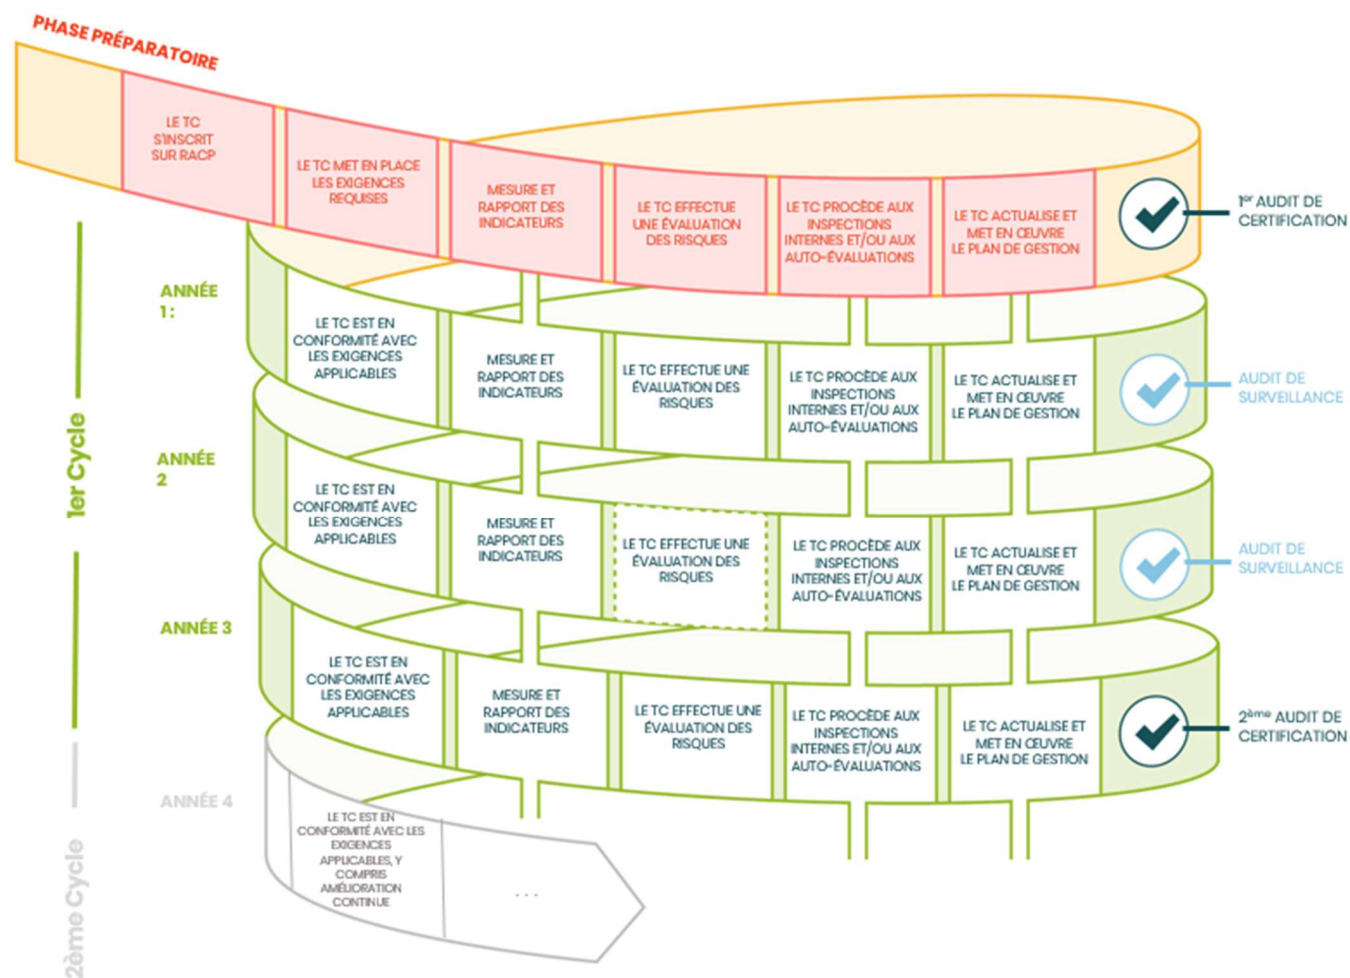 PHASE PRÉPARATOIRE
LE TC
S'INSCRIT
SUR RACP
LE TC MET EN PLACE
LES EXIGENCES
REQUISES
MESURE ET
RAPPORT DES
INDICATEURS
LE TC EFFECTUE
UNE ÉVALUATION
DES RISQUES
LE TC PROCÈDE AUX
INSPECTIONS
INTERNES ET/OU AUX
AUTO-ÉVALUATIONS
LE TC ACTUALISE ET
MET EN ŒUVRE
LE PLAN DE GESTION
1er AUDIT DE
CERTIFICATION
1er Cycle
ANNÉE
1:
LE TC EST EN
CONFORMITÉ AVEC
LES EXIGENCES
APPLICABLES
MESURE ET
RAPPORT DES
INDICATEURS
LE TC EFFECTUE UNE
ÉVALUATION DES
RISQUES
LE TC PROCÈDE AUX
INSPECTIONS
INTERNES ET/OU AUX
AUTO-ÉVALUATIONS
LE TC ACTUALISE ET
MET EN ŒUVRE
LE PLAN DE GESTION
AUDIT DE
SURVEILLANCE
ANNÉE
2
LE TC EST EN
CONFORMITÉ AVEC
LES EXIGENCES
APPLICABLES
MESURE ET
RAPPORT DES
INDICATEURS
LE TC EFFECTUE UNE
ÉVALUATION DES
RISQUES
LE TC PROCÈDE AUX
INSPECTIONS
INTERNES ET/OU AUX
AUTO-ÉVALUATIONS
LE TC ACTUALISE ET
MET EN ŒUVRE
LE PLAN DE GESTION
AUDIT DE
SURVEILLANCE
ANNÉE 3
LE TC EST EN
CONFORMITÉ AVEC
LES EXIGENCES
APPLICABLES
MESURE ET
RAPPORT DES
INDICATEURS
LE TC EFFECTUE UNE
ÉVALUATION DES
RISQUES
LE TC PROCÈDE AUX
INSPECTIONS
INTERNES ET/OU AUX
AUTO-ÉVALUATIONS
LE TC ACTUALISE ET
MET EN ŒUVRE
LE PLAN DE GESTION
2ème AUDIT DE
CERTIFICATION
2ème Cycle
ANNÉE 4
LE TC EST EN
CONFORMITÉ AVEC LES
EXIGENCES
APPLICABLES, Y
COMPRIS
AMÉLIORATION
CONTINUE
...